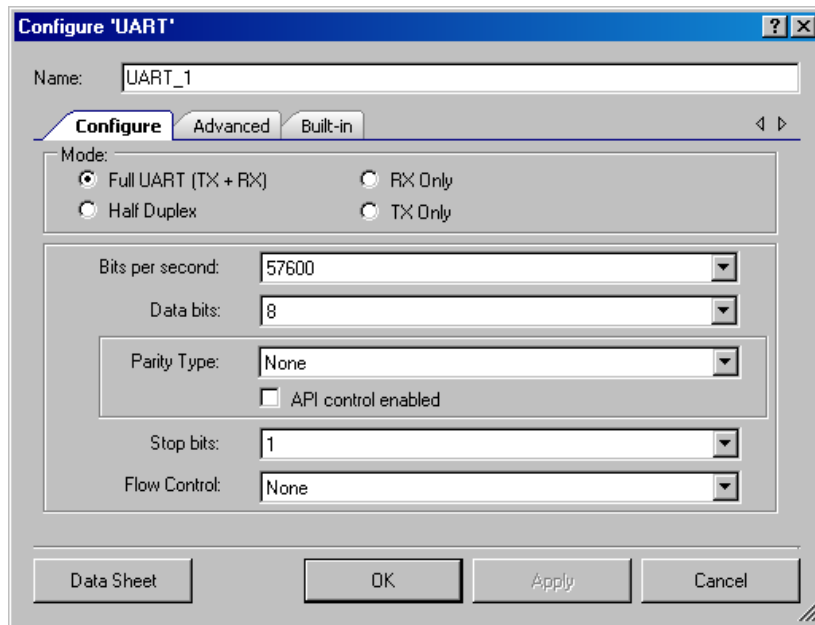 Configure 'UART'
Name: UART_1
Configure Advanced Built-in
Mode:
Full UART (TX + RX) RX Only
Half Duplex TX Only
Bits per second: 57600
Data bits: 8
Parity Type: None
API control enabled
Stop bits: 1
Flow Control: None
Data Sheet OK Apply Cancel